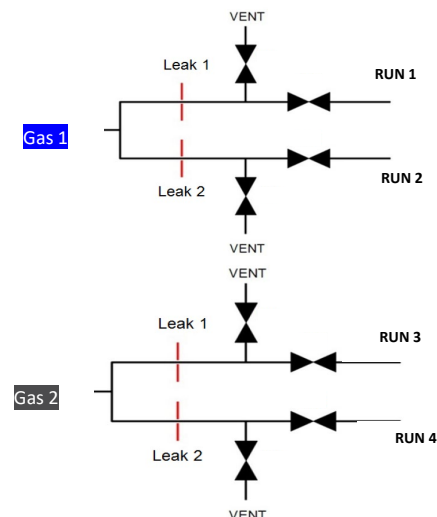 VENT
Leak 1
RUN 1
Gas 1
RUN 2
Leak 2
VENT
VENT
Leak 1
RUN 3
Gas 2
RUN 4
Leak 2
VENT